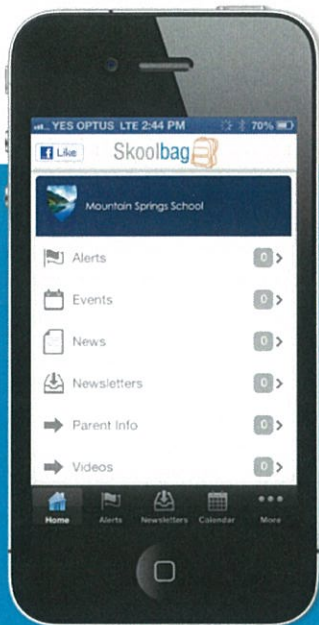 YES OPTUS LTE 2:44 PM 70%
f Like Skoolbag
Mountain Springs School
Alerts 0 >
Events 0 >
News 0 >
Newsletters 0 >
Parent Info 0 >
Videos 0 >
Home Alerts Newsletters Calendar More